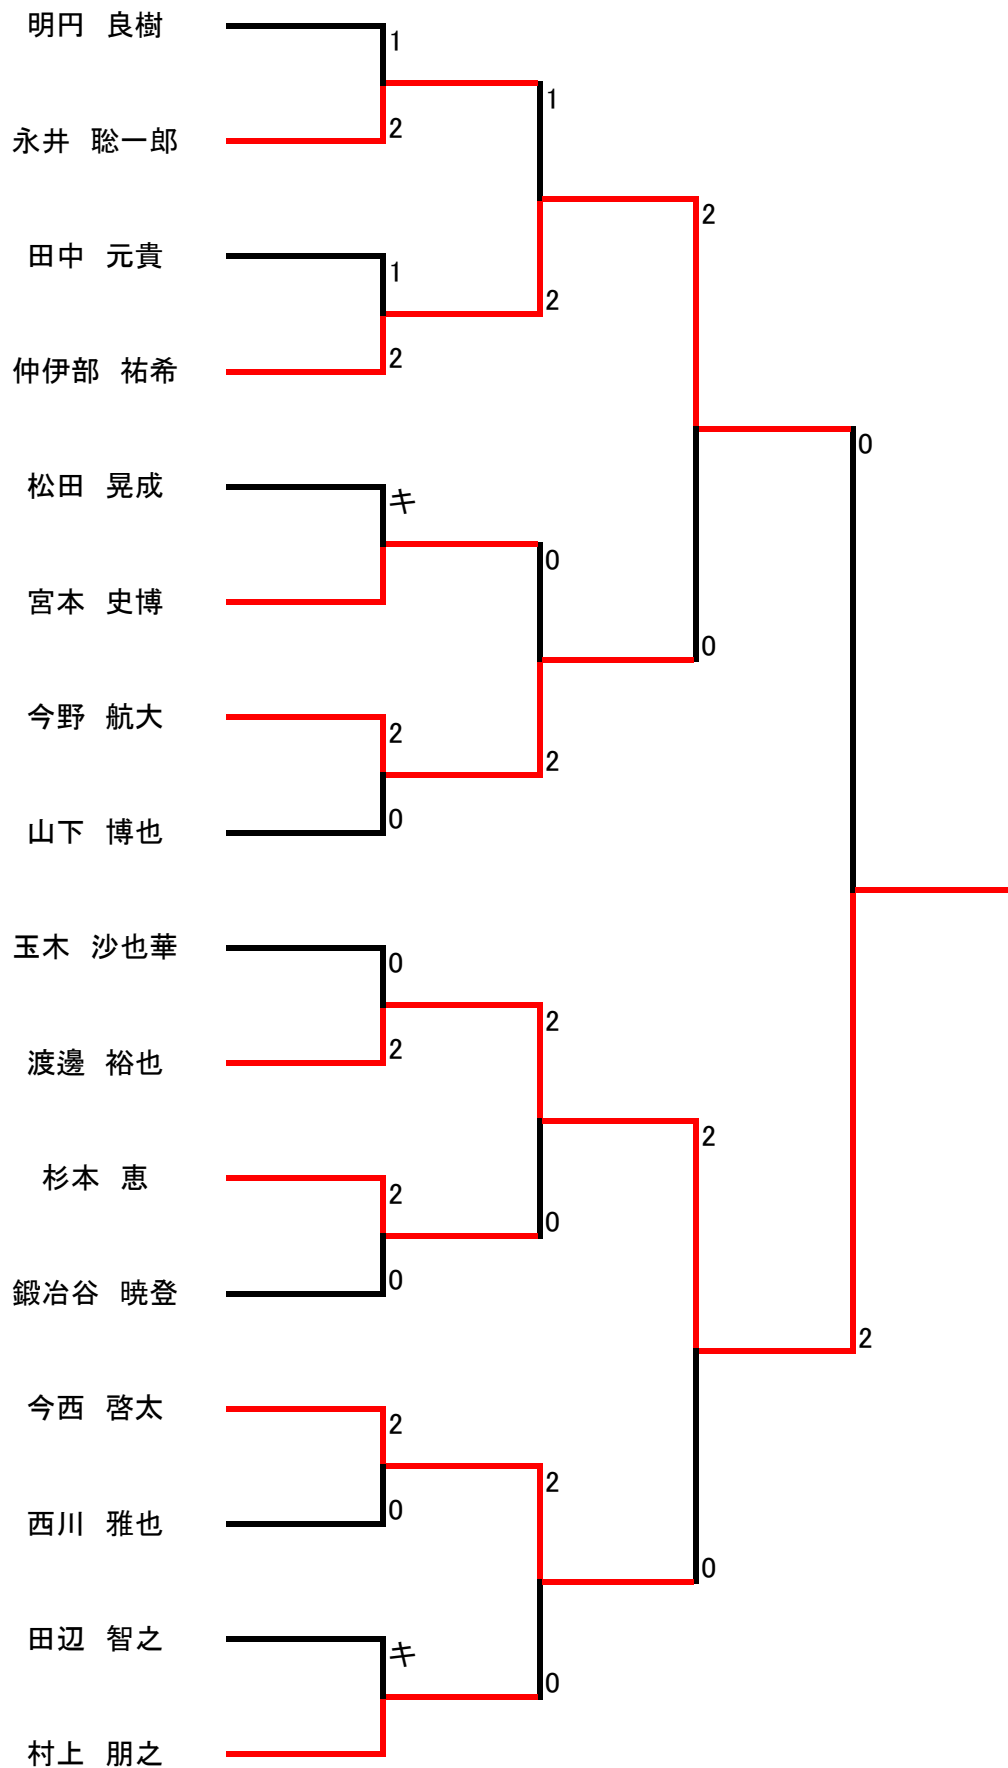 明円 良樹
1
1
永井 聡一郎
2
2
田中 元貴
1
2
仲伊部 祐希
2
0
松田 晃成
キ
0
宮本 史博
0
今野 航大
2
2
山下 博也
0
玉木 沙也華
0
2
渡邉 裕也
2
2
杉本 恵
2
0
鍛冶谷 暁登
0
2
今西 啓太
2
2
西川 雅也
0
0
田辺 智之
キ
0
村上 朋之